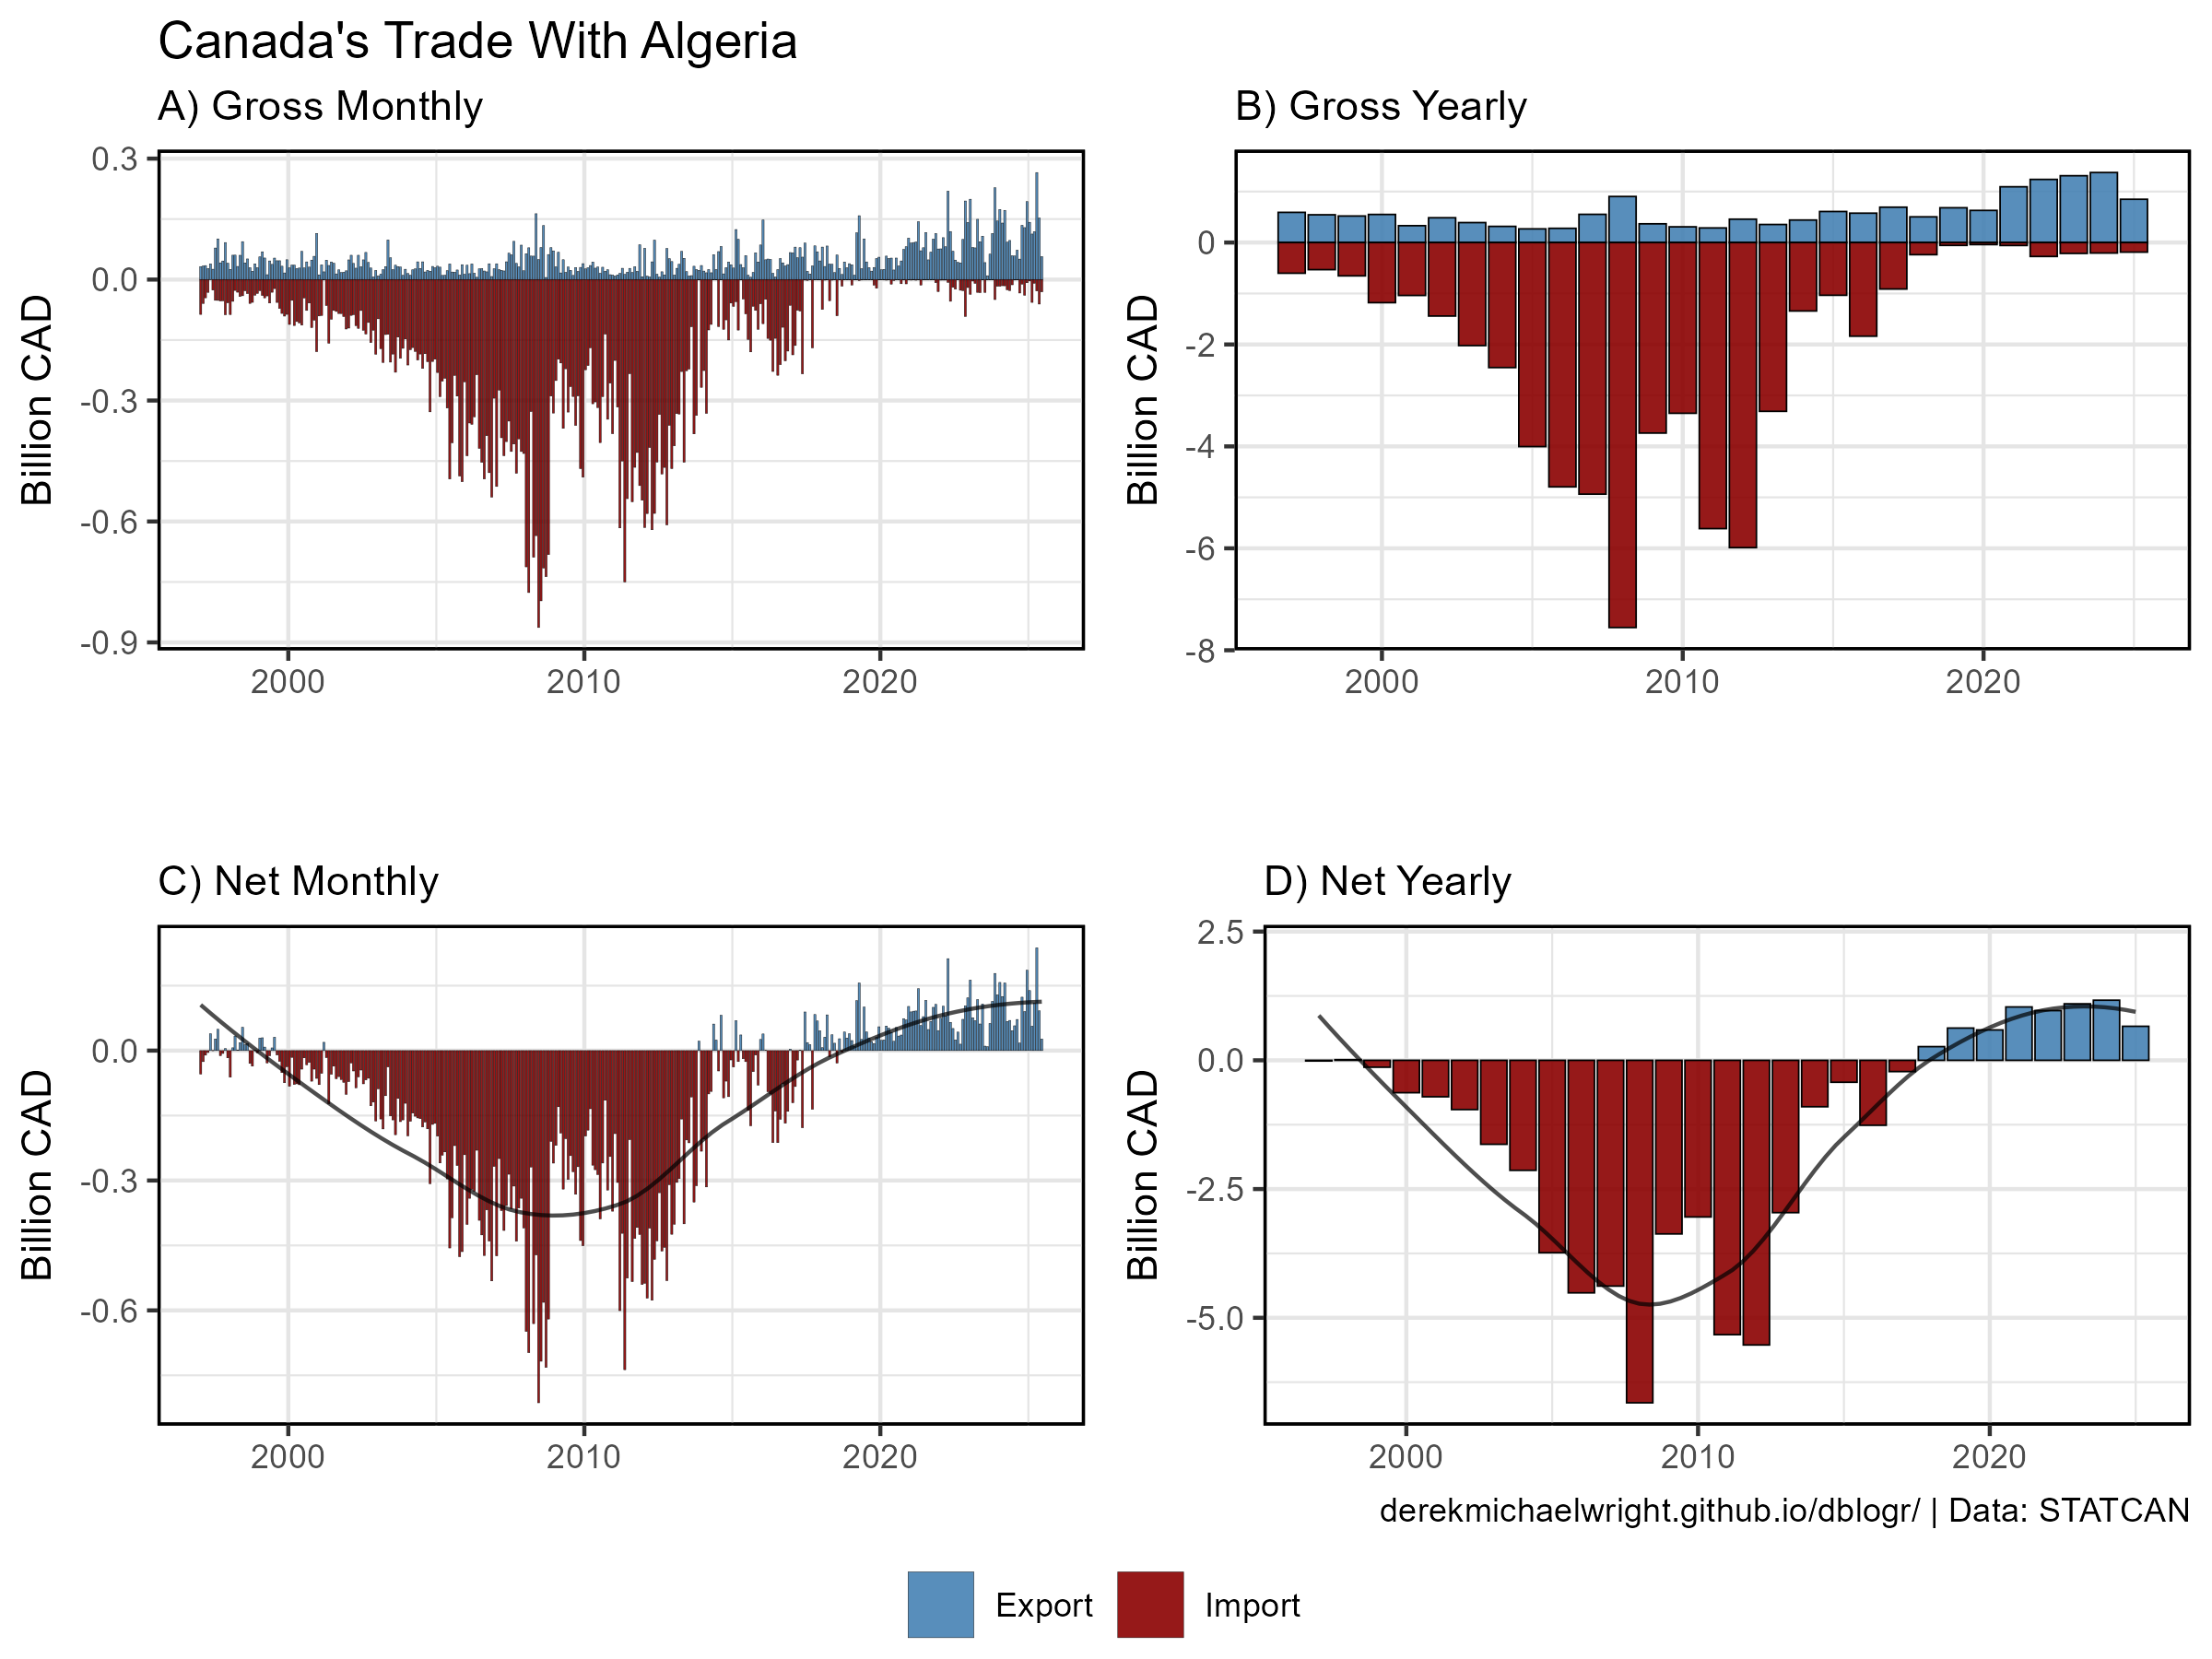 Canada's Trade With Algeria
A) Gross Monthly
Billion CAD
0.3
0.0
-0.3
-0.6
-0.9
2000 2010 2020
B) Gross Yearly
Billion CAD
0
-2
-4
-6
-8
2000 2010 2020
C) Net Monthly
Billion CAD
0.0
-0.3
-0.6
2000 2010 2020
D) Net Yearly
Billion CAD
2.5
0.0
-2.5
-5.0
2000 2010 2020
derekmichaelwright.github.io/dblogr/ | Data: STATCAN
Export Import